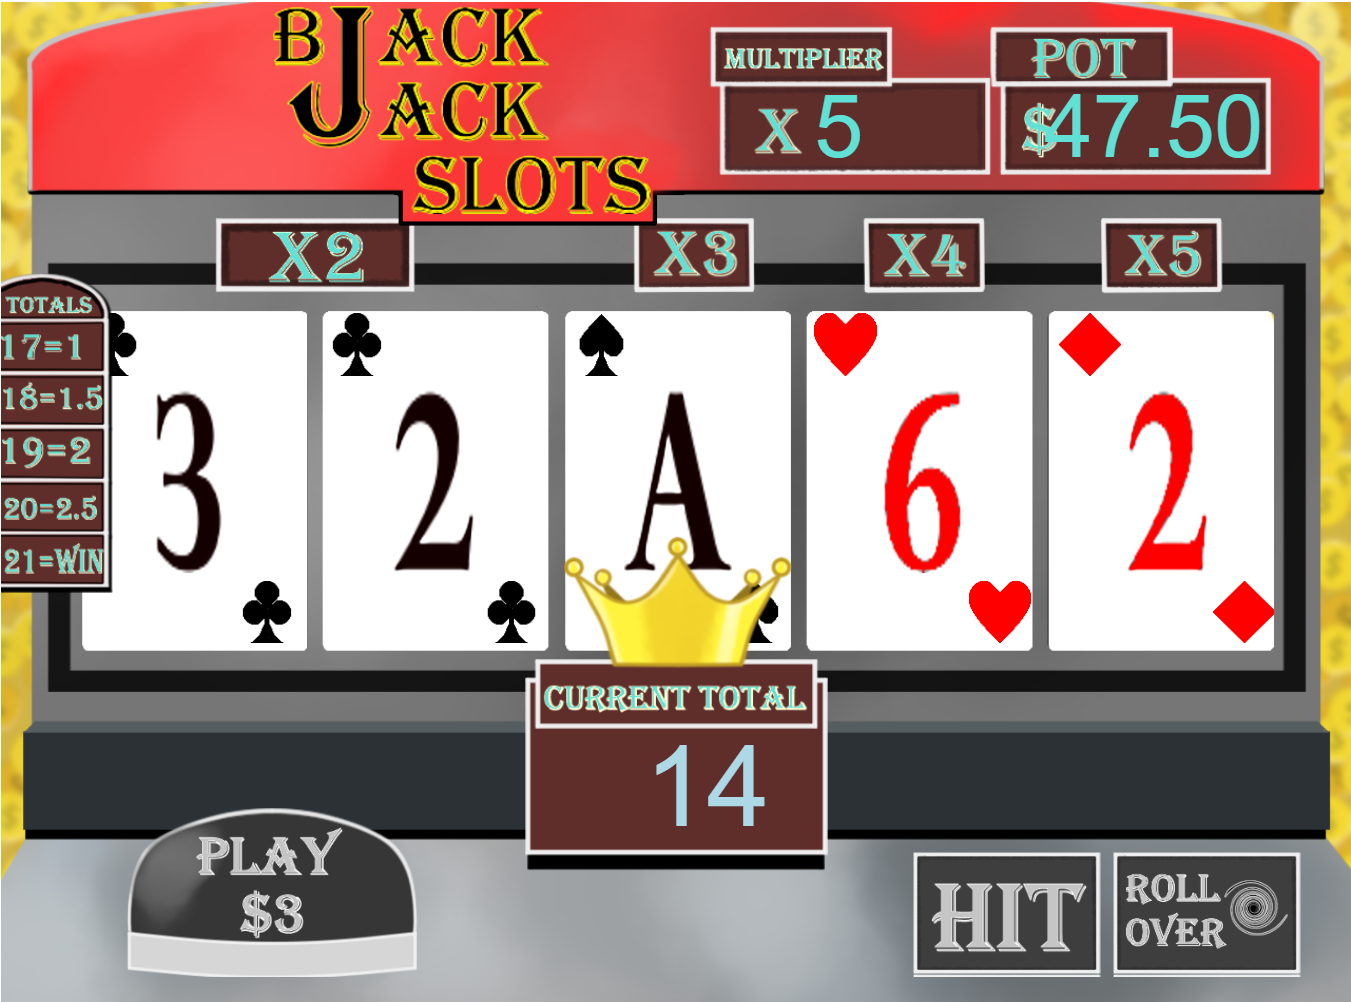 BJACK
JACK
SLOTS
MULTIPLIER
X 5
POT
$47.50
X2
X3
X4
X5
TOTALS
17=1
18=1.5
19=2
20=2.5
21=WIN
3
2
A
6
2
CURRENT TOTAL
14
PLAY
$3
HIT
ROLL
OVER